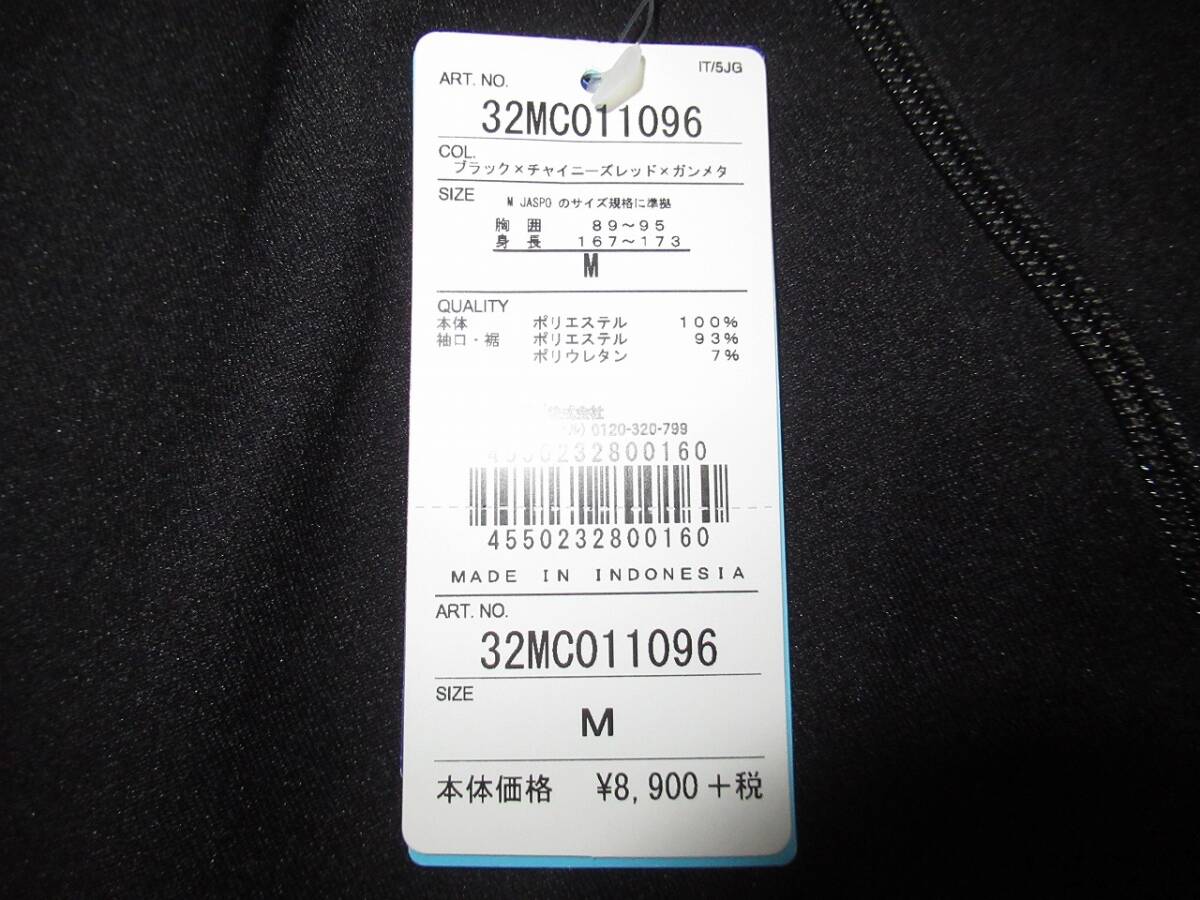 IT/5JG
ART. NO.
32MC011096
COL.
ブラック×チャイニーズレッド×ガンメタ
SIZE
M JASPO のサイズ規格に準拠
胸 囲 89～95
身 長 167～173
M
QUALITY
本体 ポリエステル 100%
袖口・裾 ポリエステル 93%
ポリウレタン 7%
株式会社
0120-320-799
4550232800160
4550232800160
MADE IN INDONESIA
ART. NO.
32MC011096
SIZE
M
本体価格 ¥8,900+税